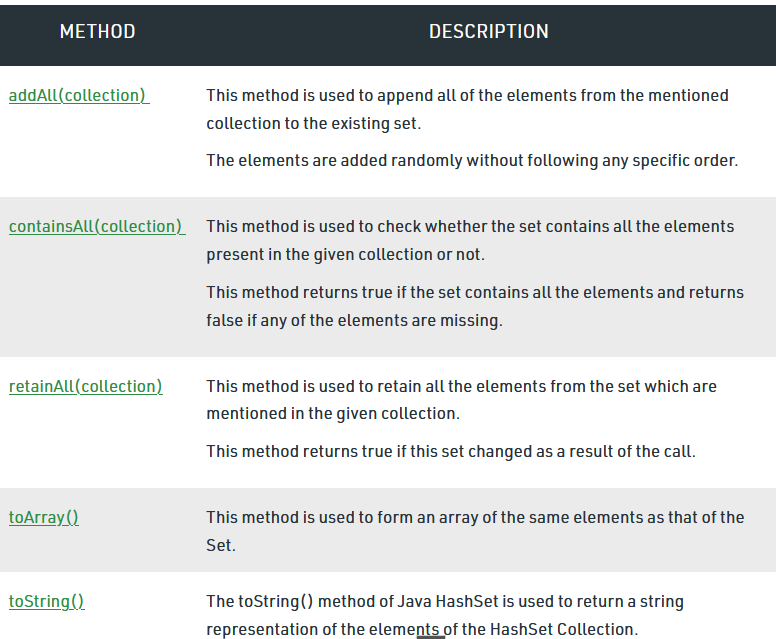 METHOD DESCRIPTION
addAll(collection) This method is used to append all of the elements from the mentioned
collection to the existing set.
The elements are added randomly without following any specific order.
containsAll(collection) This method is used to check whether the set contains all the elements
present in the given collection or not.
This method returns true if the set contains all the elements and returns
false if any of the elements are missing.
retainAll(collection) This method is used to retain all the elements from the set which are
mentioned in the given collection.
This method returns true if this set changed as a result of the call.
toArray() This method is used to form an array of the same elements as that of the
Set.
toString() The toString() method of Java HashSet is used to return a string
representation of the elements of the HashSet Collection.